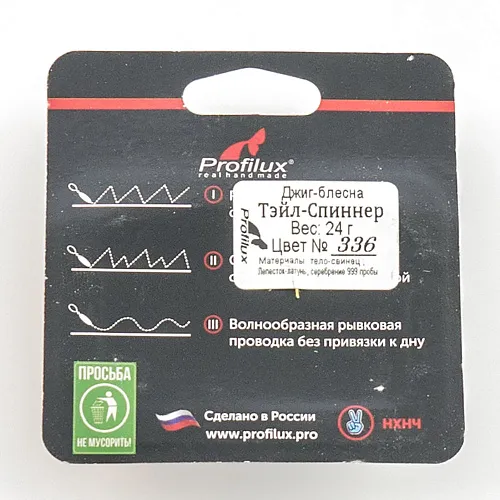 Profilux®
real handmade
I
Джиг-блесна
Тэйл-Спиннер
Вес: 24 г
Цвет № 336
Материалы: тело-свинец;
Лепесток-латунь, серебрение 999 пробы
Profilux
II
ой
III Волнообразная рывковая
проводка без привязки к дну
ПРОСЬБА
НЕ МУСОРИТЬ!
Сделано в России
www.profilux.pro
НХНЧ